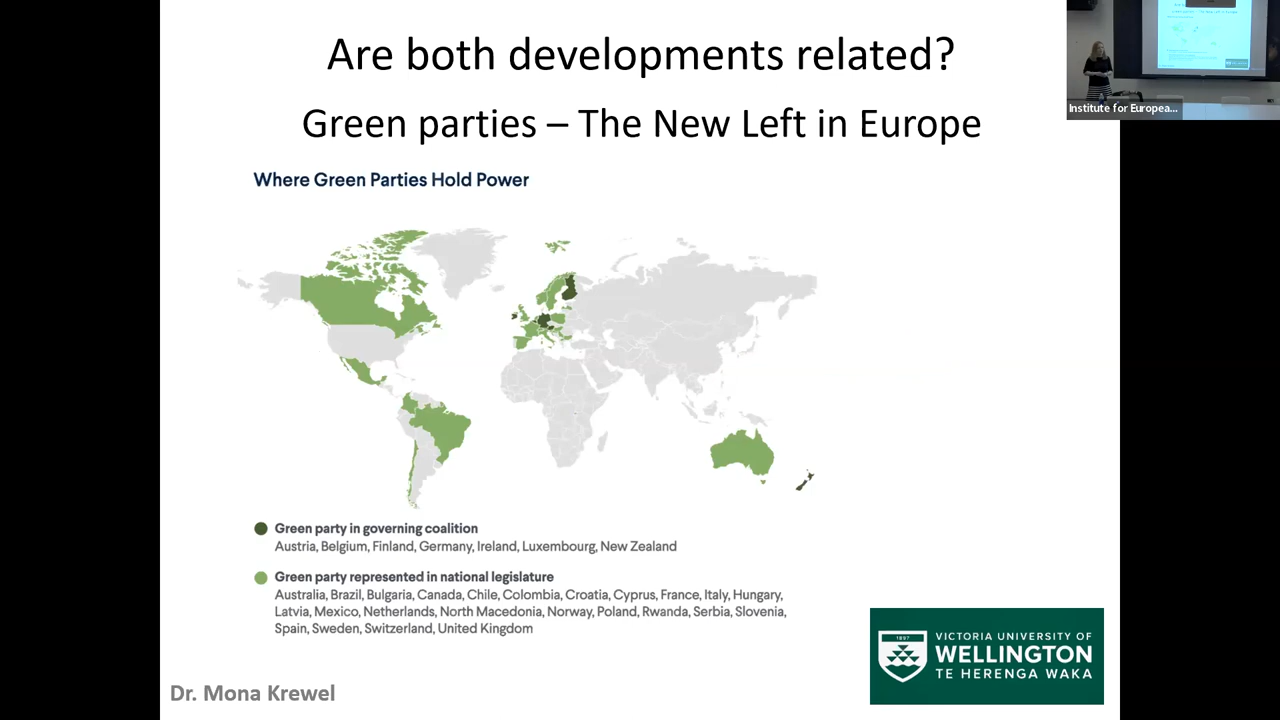 Are both developments related?
Green parties – The New Left in Europe
Institute for Europea...
Where Green Parties Hold Power
Green party in governing coalition
Austria, Belgium, Finland, Germany, Ireland, Luxembourg, New Zealand
Green party represented in national legislature
Australia, Brazil, Bulgaria, Canada, Chile, Colombia, Croatia, Cyprus, France, Italy, Hungary,
Latvia, Mexico, Netherlands, North Macedonia, Norway, Poland, Rwanda, Serbia, Slovenia,
Spain, Sweden, Switzerland, United Kingdom
1897
VICTORIA UNIVERSITY OF
WELLINGTON
TE HERENGA WAKA
Dr. Mona Krewel